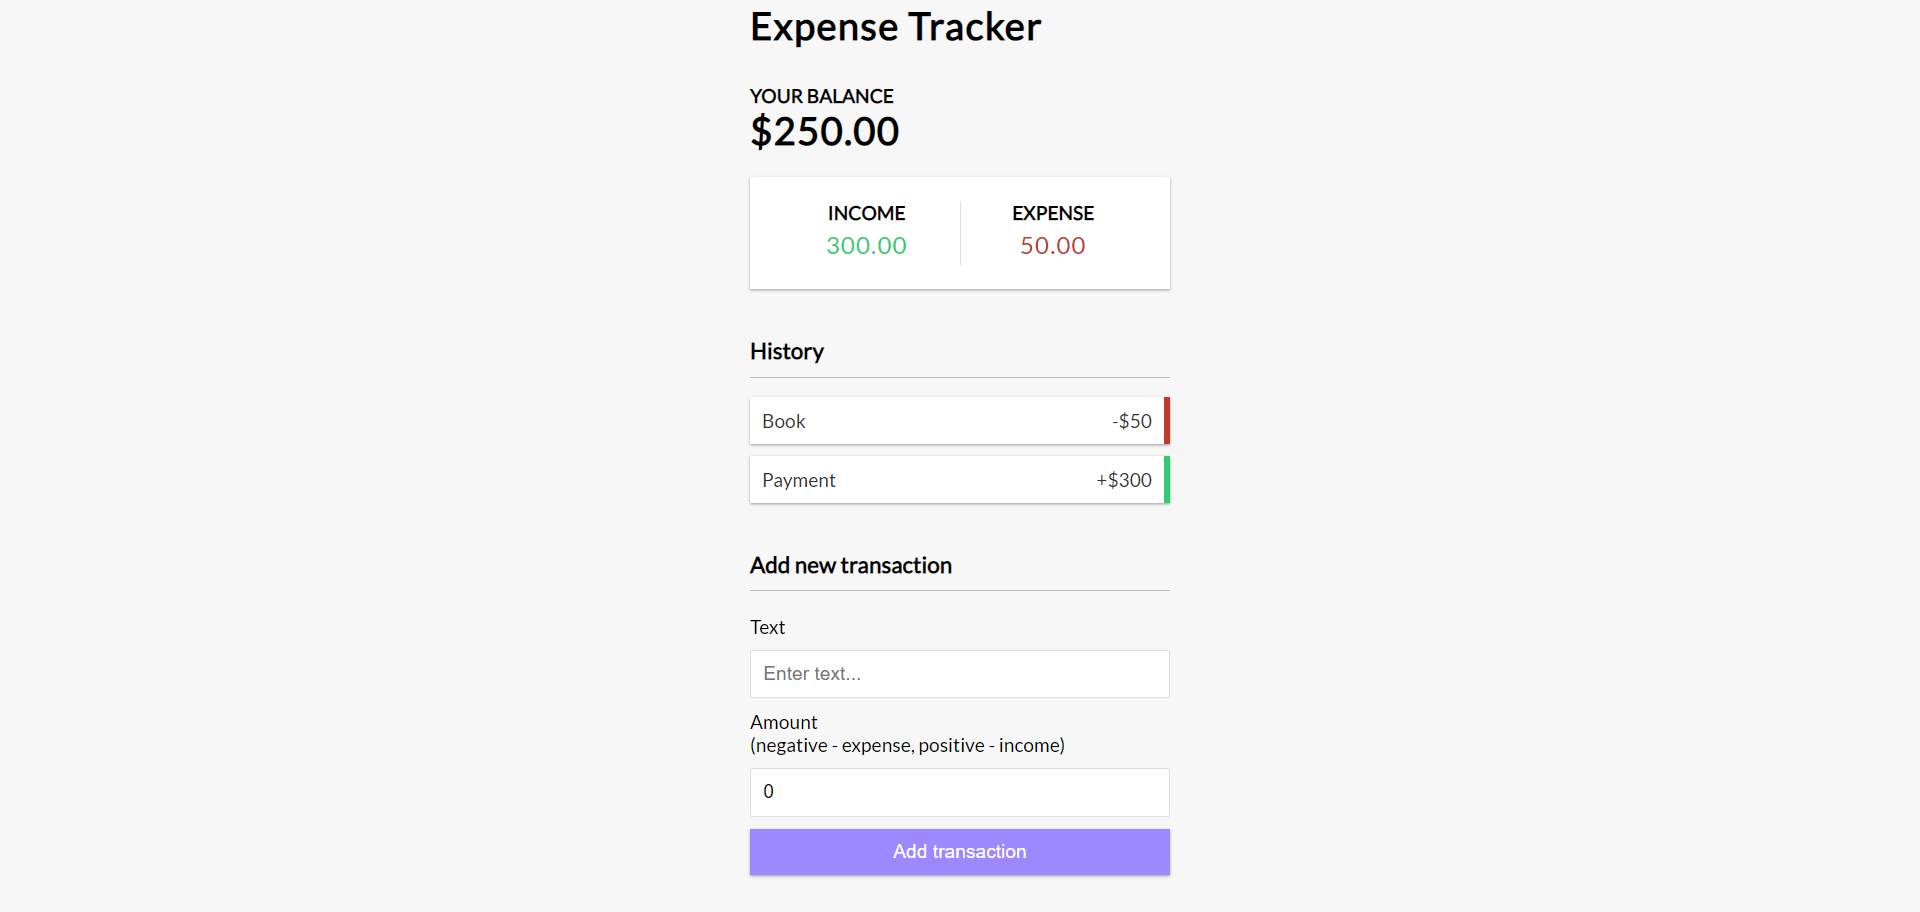 Expense Tracker
YOUR BALANCE
$250.00
INCOME EXPENSE
300.00 50.00
History
Book -$50
Payment +$300
Add new transaction
Text
Enter text...
Amount
(negative - expense, positive - income)
0
Add transaction